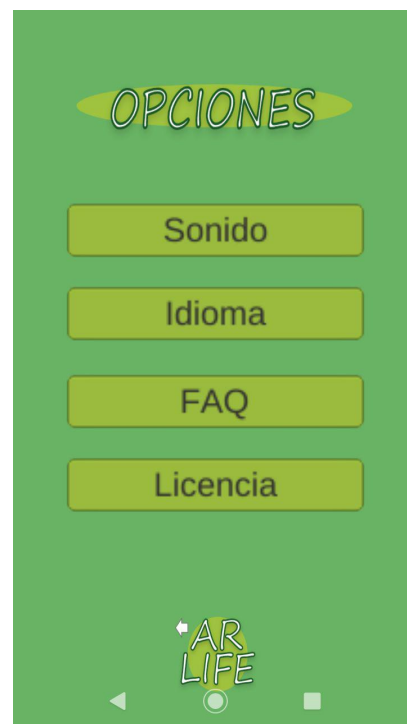 OPCIONES
Sonido
Idioma
FAQ
Licencia
AR
LIFE